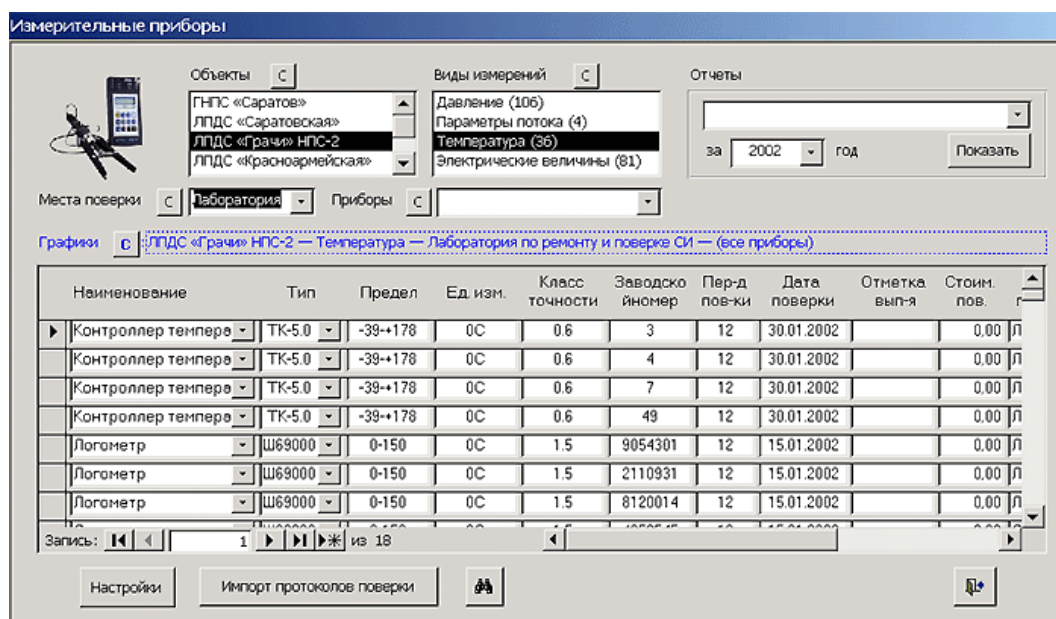 Измерительные приборы
Объекты С Виды измерений С Отчеты
ГНПС «Саратов»
ЛПДС «Саратовская»
ЛПДС «Грачи» НПС-2
ЛПДС «Красноармейская»
Давление (106)
Параметры потока (4)
Температура (36)
Электрические величины (81)
за 2002 год Показать
Места поверки С Лаборатория Приборы С
Графики С ЛПДС «Грачи» НПС-2 — Температура — Лаборатория по ремонту и поверке СИ — (все приборы)
Наименование Тип Предел Ед. изм. Класс точности Заводско йномер Пер-д пов-ки Дата поверки Отметка вып-я Стоим. пов.
Контроллер темпера ТК-5.0 -39-+178 0С 0.6 3 12 30.01.2002 0,00 Л
Контроллер темпера ТК-5.0 -39-+178 0С 0.6 4 12 30.01.2002 0,00 Л
Контроллер темпера ТК-5.0 -39-+178 0С 0.6 7 12 30.01.2002 0,00 Л
Контроллер темпера ТК-5.0 -39-+178 0С 0.6 49 12 30.01.2002 0,00 Л
Логометр Ш69000 0-150 0С 1.5 9054301 12 15.01.2002 0,00 Л
Логометр Ш69000 0-150 0С 1.5 2110931 12 15.01.2002 0,00 Л
Логометр Ш69000 0-150 0С 1.5 8120014 12 15.01.2002 0,00 Л
Запись: 1 из 18
Настройки Импорт протоколов поверки